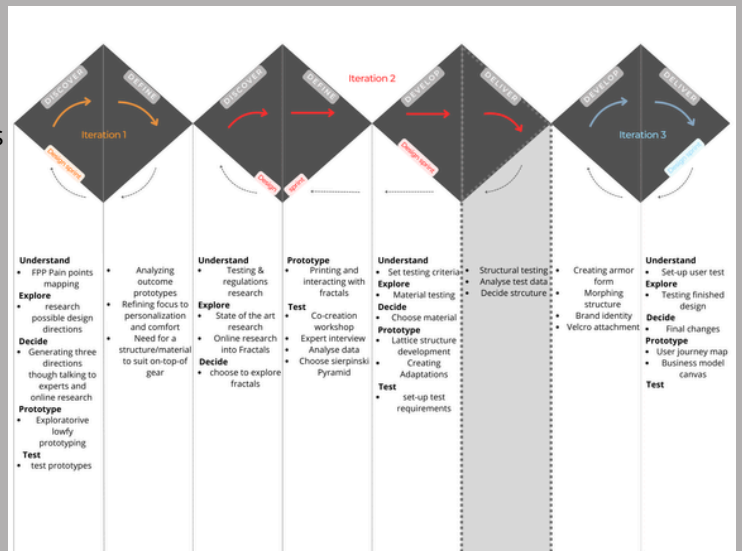 s
Iteration 2
DISCOVER
DEFINE
Iteration 1
Design sprint
DISCOVER
DEFINE
Design
sprint
DEVELOP
DELIVER
Design sprint
DEVELOP
DELIVER
Iteration 3
Design sprint
Understand
FPP Pain points
mapping
Explore
research
possible design
directions
Decide
Generating three
directions
though talking to
experts and
online research
Prototype
Exploratorive
lowfy
prototyping
Test
test prototypes
Analyzing
outcome
prototypes
Refining focus to
personalization
and comfort
Need for a
structure/material
to suit on-top-of
gear
Understand
Testing &
regulations
research
Explore
State of the art
research
Online research
into Fractals
Decide
choose to explore
fractals
Prototype
Printing and
interacting with
fractals
Test
Co-creation
workshop
Expert interview
Analyse data
Choose sierpinski
Pyramid
Understand
Set testing criteria
Explore
Material testing
Decide
Choose material
Prototype
Lattice structure
development
Creating
Adaptations
Test
set-up test
requirements
Structural testing
Analyse test data
Decide strcuture
Creating armor
form
Morphing
structure
Brand identity
Velcro attachment
Understand
Set-up user test
Explore
Testing finished
design
Decide
Final changes
Prototype
User journey map
Business model
canvas
Test